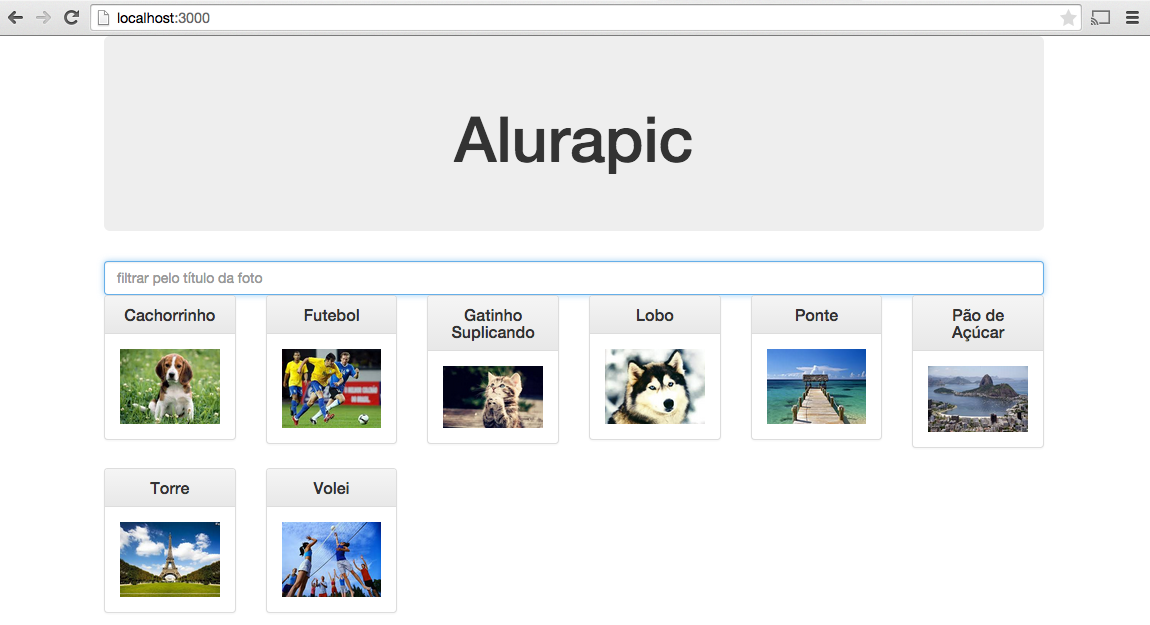 localhost:3000
Alurapic
filtrar pelo título da foto
Cachorrinho
Futebol
Gatinho
Suplicando
Lobo
Ponte
Pão de
Açúcar
Torre
Volei